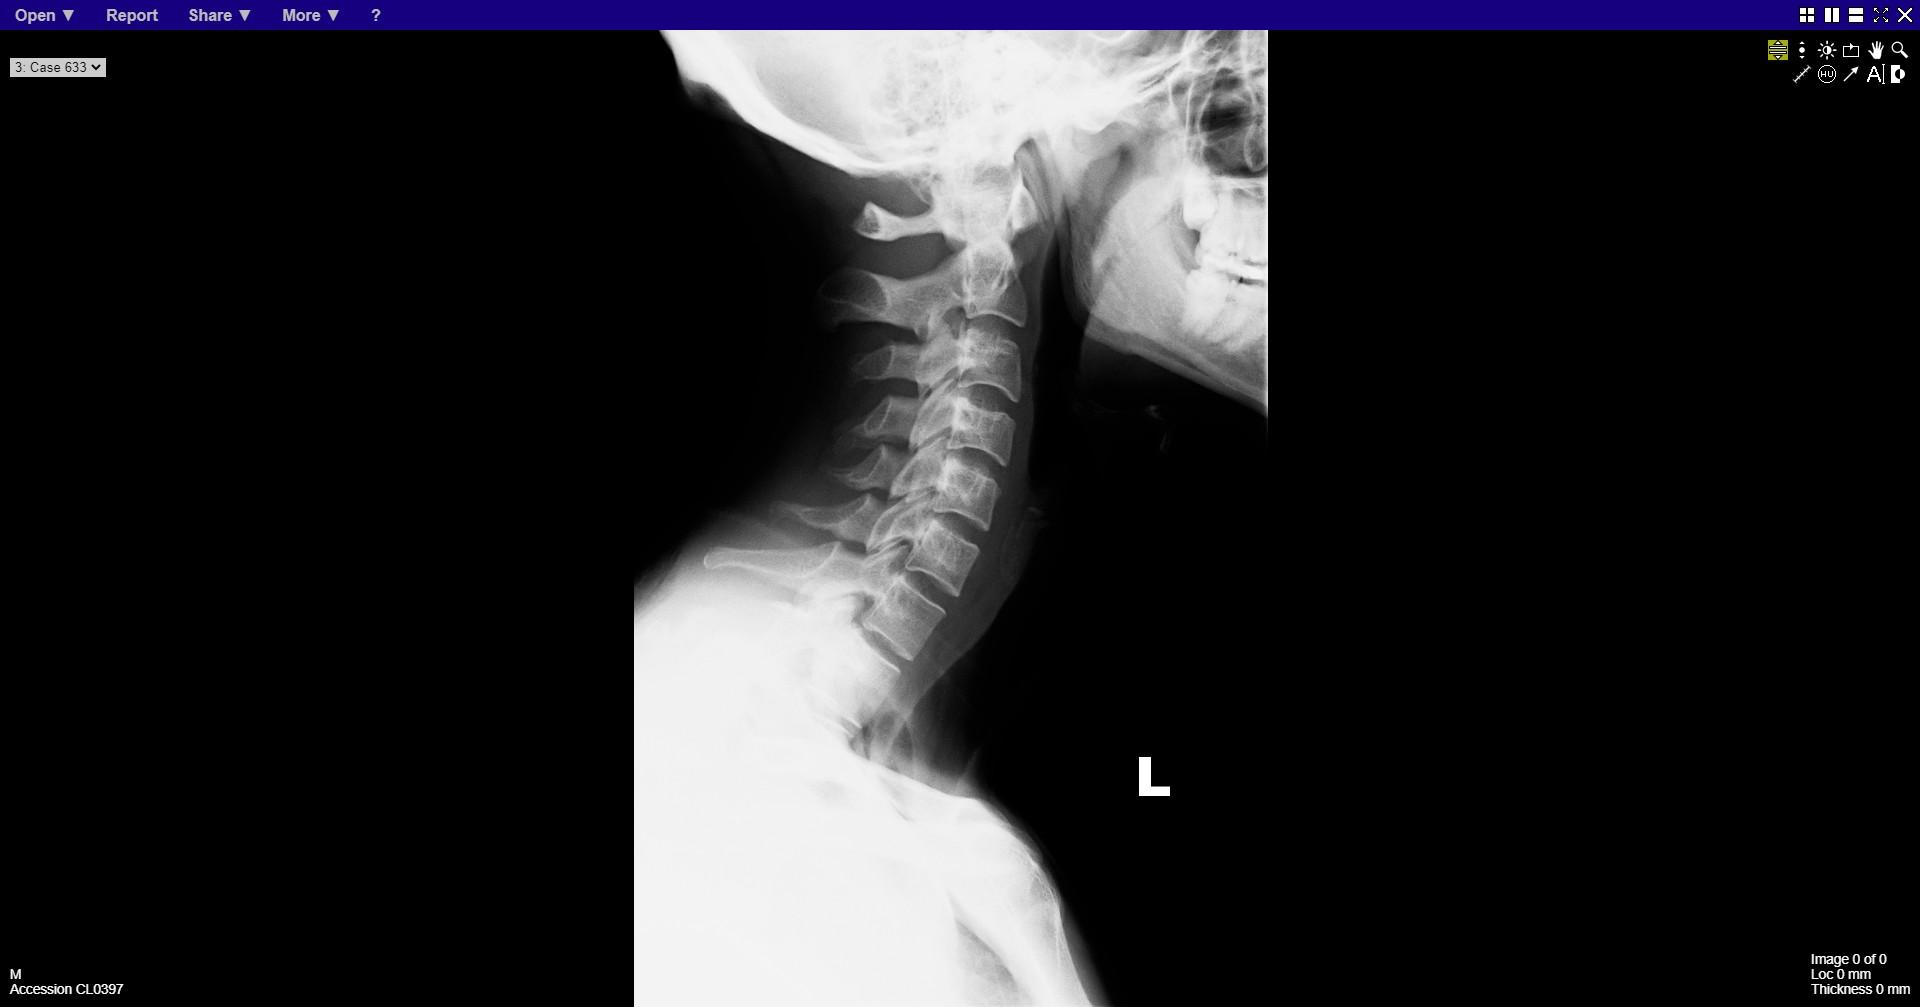 Open ▼ Report Share ▼ More ▼ ?
3: Case 633
HU A
L
M
Accession CL0397
Image 0 of 0
Loc 0 mm
Thickness 0 mm